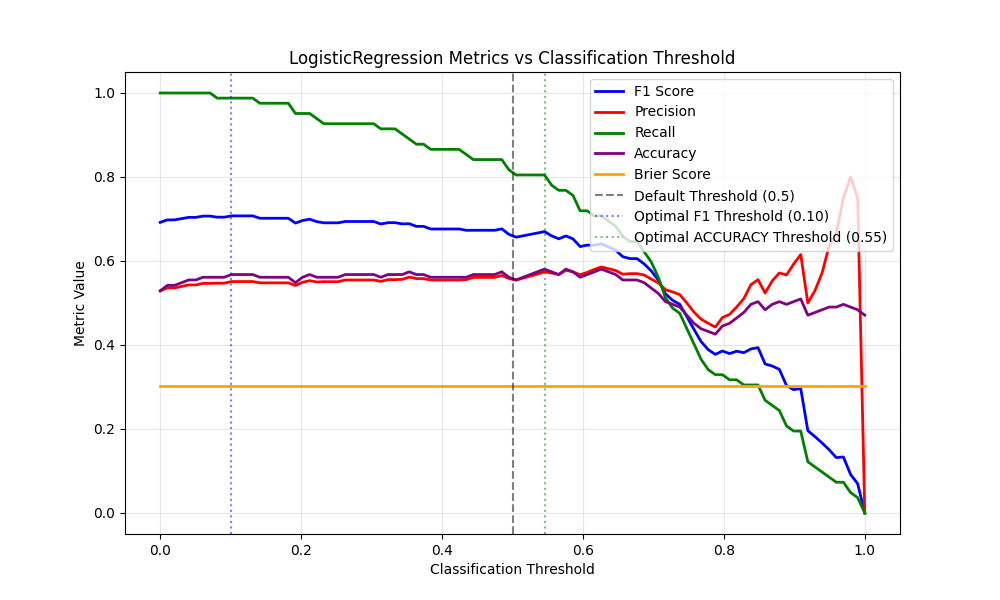 LogisticRegression Metrics vs Classification Threshold
Metric Value
1.0
0.8
0.6
0.4
0.2
0.0
F1 Score
Precision
Recall
Accuracy
Brier Score
Default Threshold (0.5)
Optimal F1 Threshold (0.10)
Optimal ACCURACY Threshold (0.55)
0.0 0.2 0.4 0.6 0.8 1.0
Classification Threshold